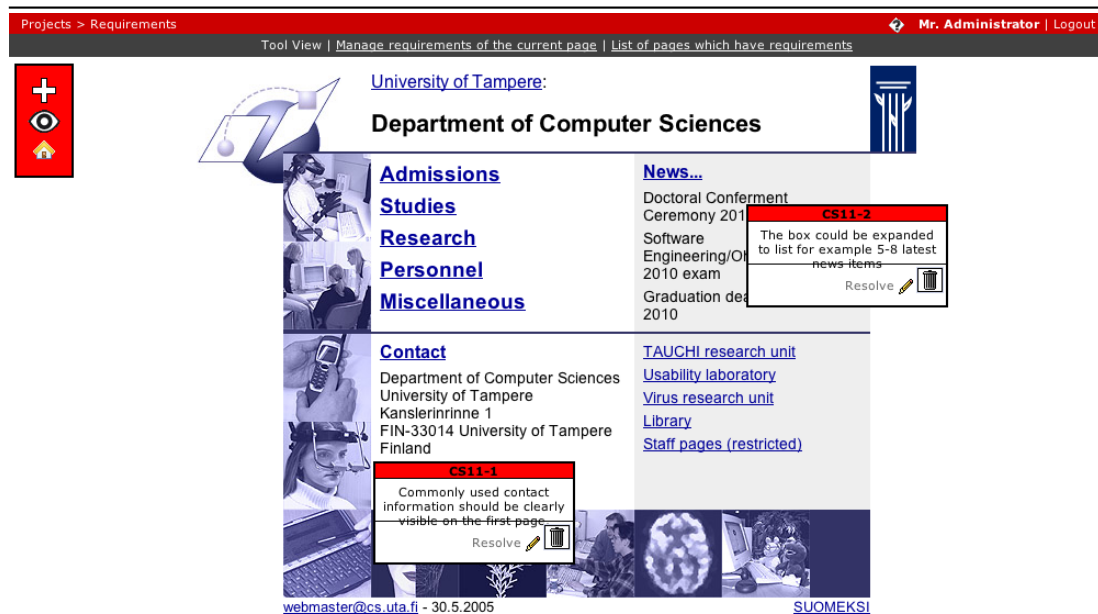 Projects > Requirements
Mr. Administrator | Logout
Tool View | Manage requirements of the current page | List of pages which have requirements
University of Tampere:
Department of Computer Sciences
Admissions
Studies
Research
Personnel
Miscellaneous
News...
Doctoral Conferment
Ceremony 201
Software
Engineering/
2010 exam
Graduation
2010
CS11-2
The box could be expanded
to list for example 5-8 latest
news items
Resolve
Contact
Department of Computer Sciences
University of Tampere
Kanslerinrinne 1
FIN-33014 University of Tampere
Finland
TAUCHI research unit
Usability laboratory
Virus research unit
Library
Staff pages (restricted)
CS11-1
Commonly used contact
information should be clearly
visible on the first page
Resolve
webmaster@cs.uta.fi - 30.5.2005
SUOMEKSI